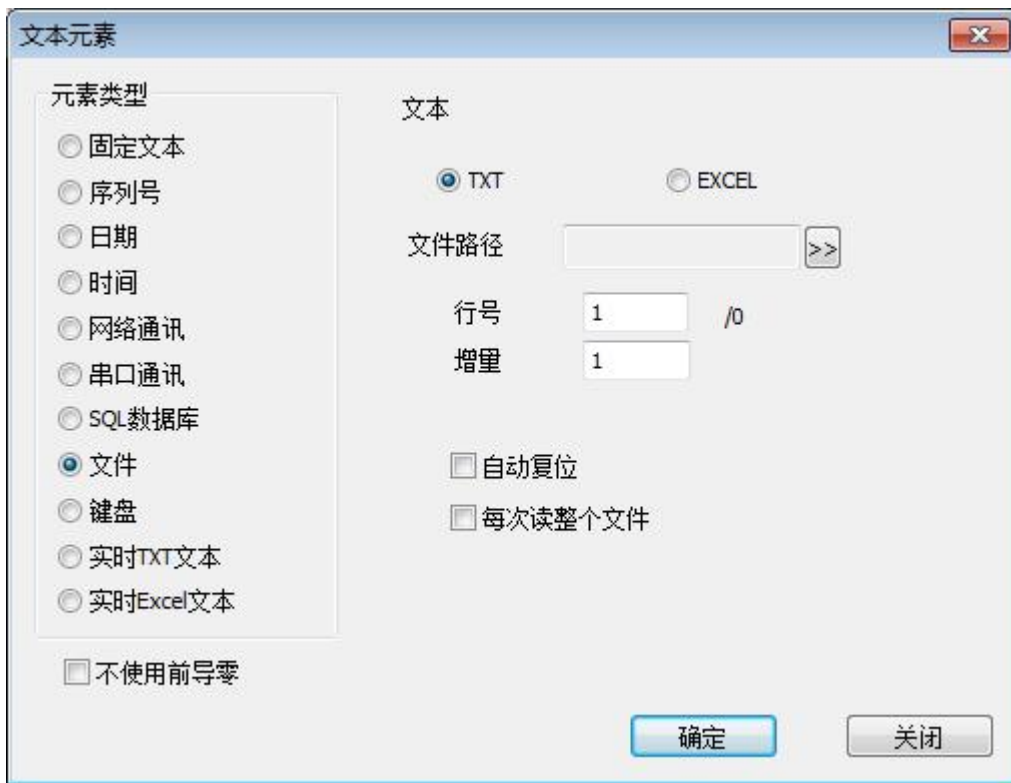 文本元素
元素类型
固定文本
序列号
日期
时间
网络通讯
串口通讯
SQL数据库
文件
键盘
实时TXT文本
实时Excel文本
不使用前导零
文本
TXT EXCEL
文件路径 >>
行号 1 /0
增量 1
自动复位
每次读整个文件
确定 关闭